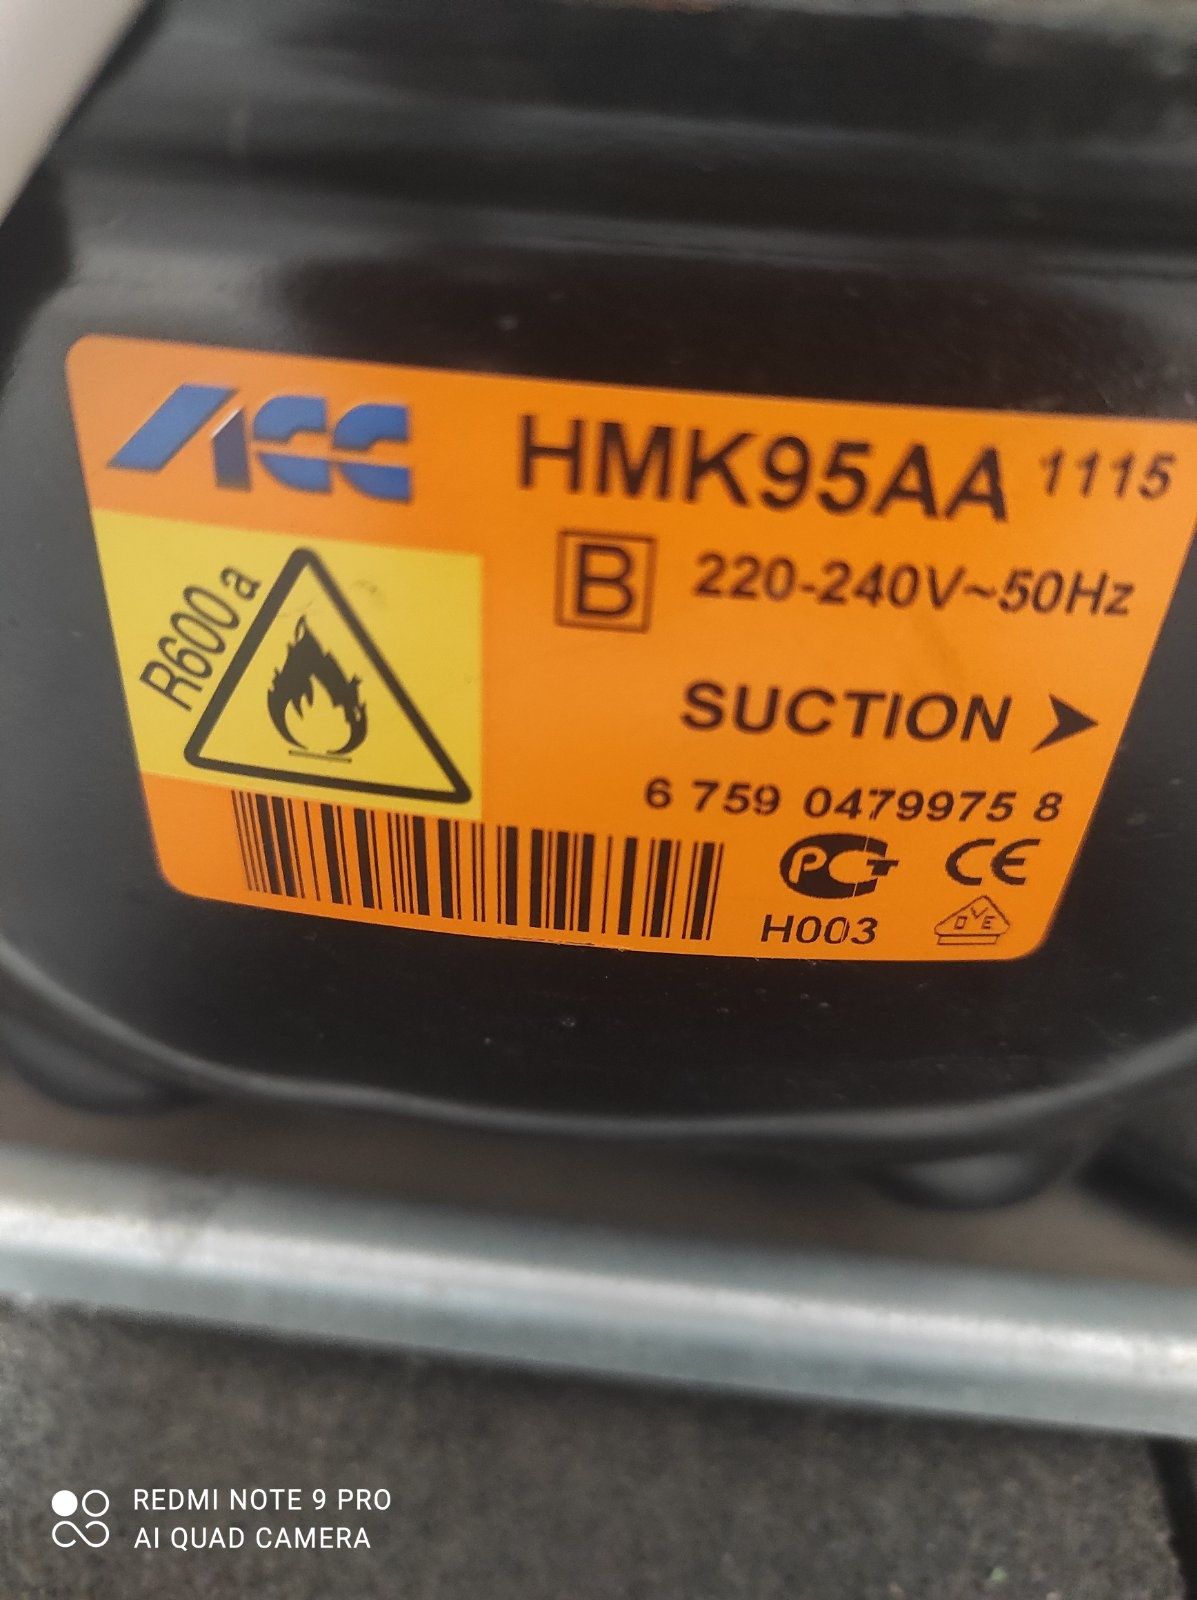 ACC
HMK95AA 1115
R600a
B 220-240V~50Hz
SUCTION
6 759 0479975 8
PCT CE
H003 OVE
REDMI NOTE 9 PRO
AI QUAD CAMERA